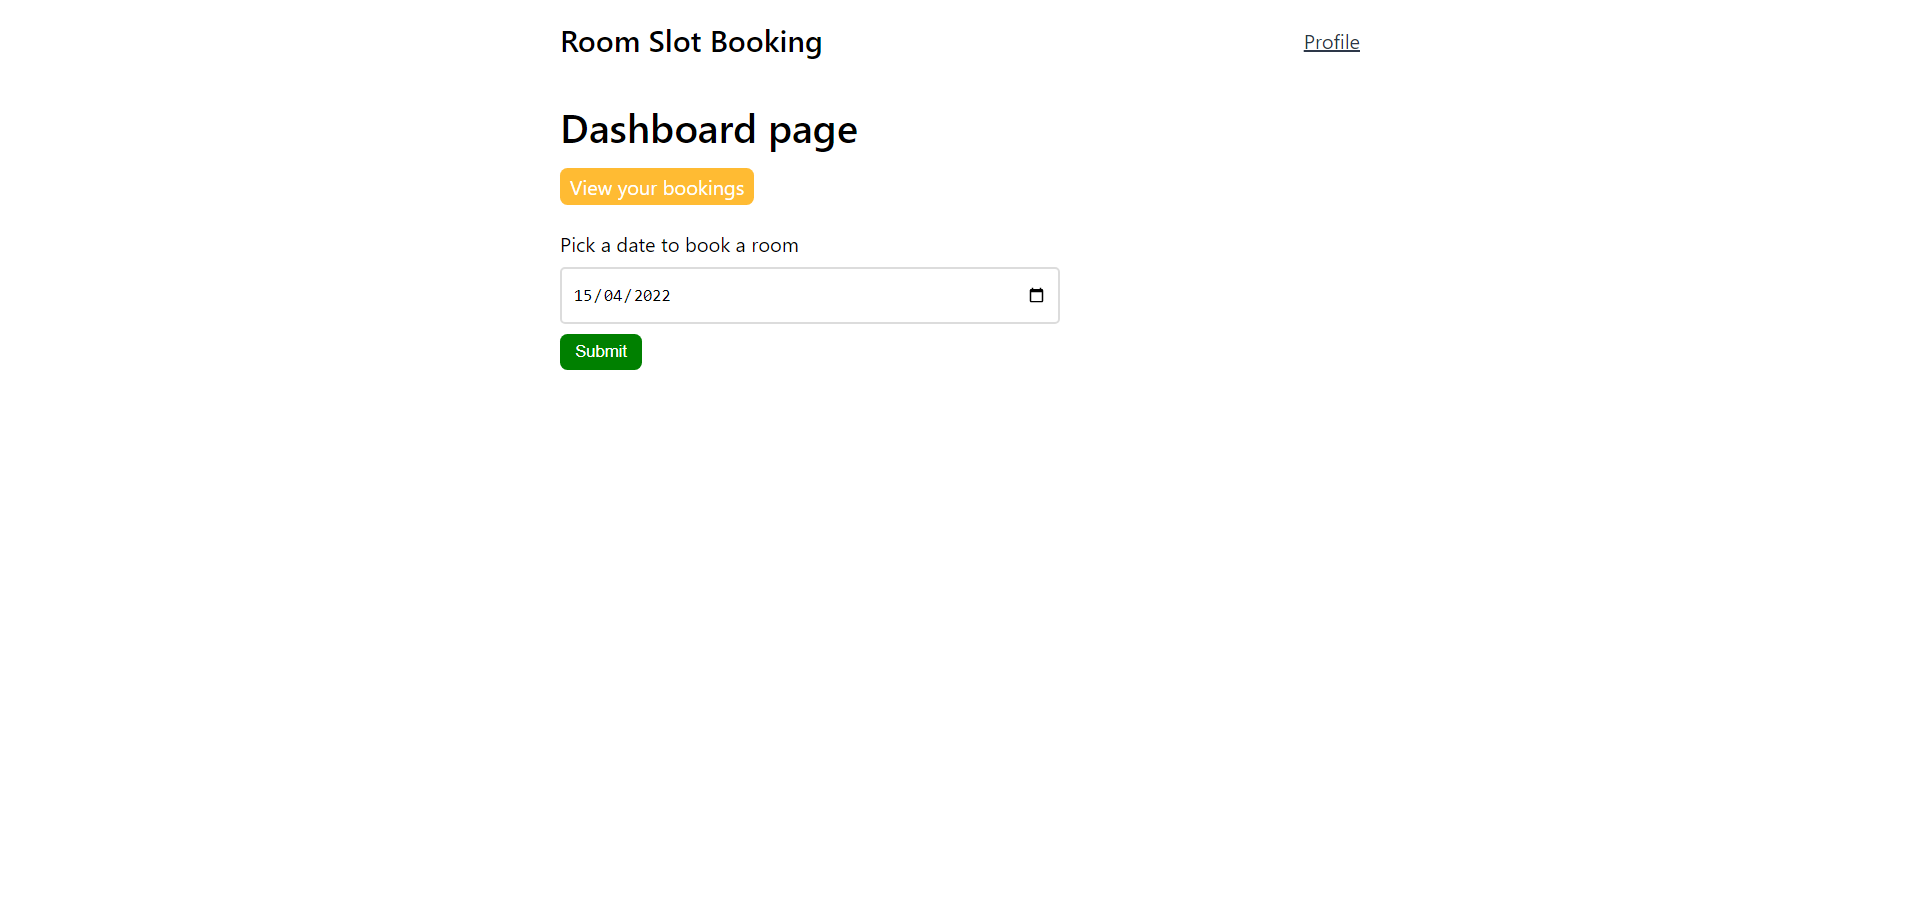 Room Slot Booking
Profile
Dashboard page
View your bookings
Pick a date to book a room
15/04/2022
Submit